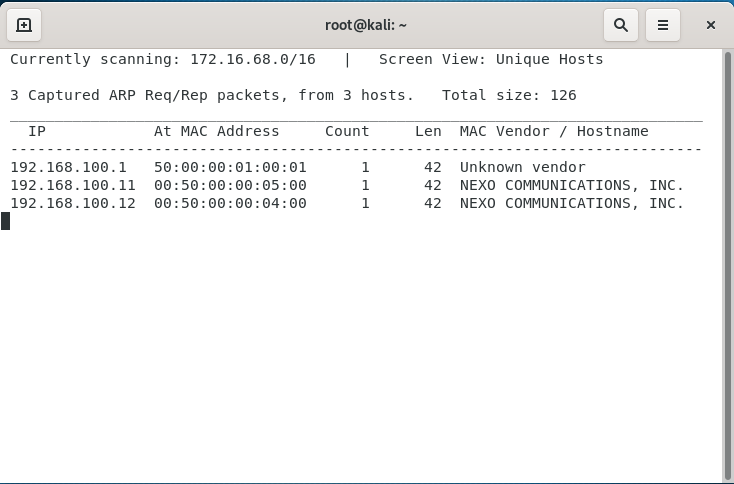 root@kali: ~
Currently scanning: 172.16.68.0/16   |   Screen View: Unique Hosts
3 Captured ARP Req/Rep packets, from 3 hosts.   Total size: 126
_____________________________________________________________________________
  IP            At MAC Address     Count     Len  MAC Vendor / Hostname
-----------------------------------------------------------------------------
192.168.100.1   50:00:00:01:00:01      1      42  Unknown vendor
192.168.100.11  00:50:00:00:05:00      1      42  NEXO COMMUNICATIONS, INC.
192.168.100.12  00:50:00:00:04:00      1      42  NEXO COMMUNICATIONS, INC.